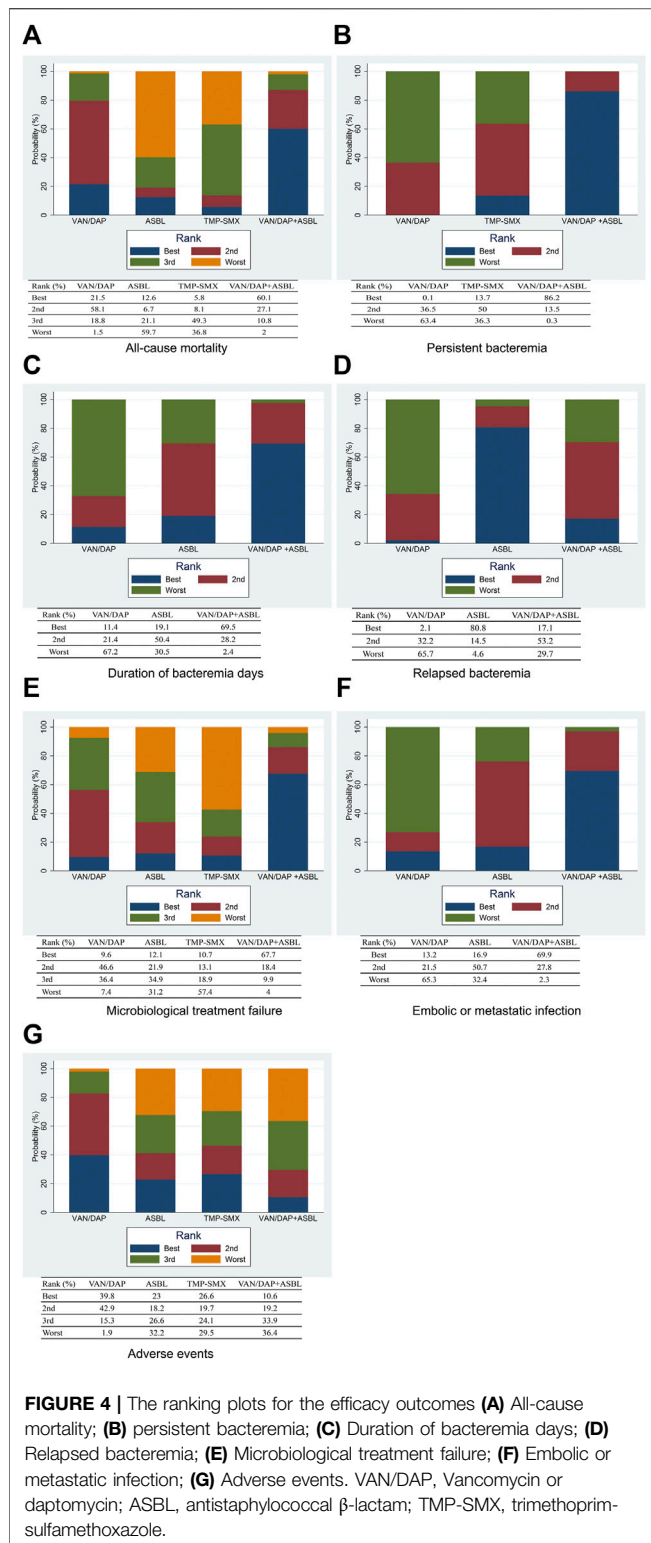 A
B
Probability (%)
0 20 40 60 80 100
VAN/DAP ASBL TMP-SMX VAN/DAP+ASBL
Rank
Best 2nd
3rd Worst
Rank (%) VAN/DAP ASBL TMP-SMX VAN/DAP+ASBL
Best 21.5 12.6 5.8 60.1
2nd 58.1 6.7 8.1 27.1
3rd 18.8 21.1 49.3 10.8
Worst 1.5 59.7 36.8 2
All-cause mortality
Probability (%)
0 20 40 60 80 100
VAN/DAP TMP-SMX VAN/DAP +ASBL
Rank
Best 2nd
Worst
Rank (%) VAN/DAP TMP-SMX VAN/DAP+ASBL
Best 0.1 13.7 86.2
2nd 36.5 50 13.5
Worst 63.4 36.3 0.3
Persistent bacteremia
C
D
Probability (%)
0 20 40 60 80 100
VAN/DAP ASBL VAN/DAP +ASBL
Rank
Best 2nd
Worst
Rank (%) VAN/DAP ASBL VAN/DAP+ASBL
Best 11.4 19.1 69.5
2nd 21.4 50.4 28.2
Worst 67.2 30.5 2.4
Duration of bacteremia days
Probability (%)
0 20 40 60 80 100
VAN/DAP ASBL VAN/DAP +ASBL
Rank
Best 2nd
Worst
Rank (%) VAN/DAP ASBL VAN/DAP+ASBL
Best 2.1 80.8 17.1
2nd 32.2 14.5 53.2
Worst 65.7 4.6 29.7
Relapsed bacteremia
E
F
Probability (%)
0 20 40 60 80 100
VAN/DAP ASBL TMP-SMX VAN/DAP +ASBL
Rank
Best 2nd
3rd Worst
Rank (%) VAN/DAP ASBL TMP-SMX VAN/DAP+ASBL
Best 9.6 12.1 10.7 67.7
2nd 46.6 21.9 13.1 18.4
3rd 36.4 34.9 18.9 9.9
Worst 7.4 31.2 57.4 4
Microbiological treatment failure
Probability (%)
0 20 40 60 80 100
VAN/DAP ASBL VAN/DAP +ASBL
Rank
Best 2nd
Worst
Rank (%) VAN/DAP ASBL VAN/DAP+ASBL
Best 13.2 16.9 69.9
2nd 21.5 50.7 27.8
Worst 65.3 32.4 2.3
Embolic or metastatic infection
G
Probability (%)
0 20 40 60 80 100
VAN/DAP ASBL TMP-SMX VAN/DAP+ASBL
Rank
Best 2nd
3rd Worst
Rank (%) VAN/DAP ASBL TMP-SMX VAN/DAP+ASBL
Best 39.8 23 26.6 10.6
2nd 42.9 18.2 19.7 19.2
3rd 15.3 26.6 24.1 33.9
Worst 1.9 32.2 29.5 36.4
Adverse events
FIGURE 4 | The ranking plots for the efficacy outcomes (A) All-cause
mortality; (B) persistent bacteremia; (C) Duration of bacteremia days; (D)
Relapsed bacteremia; (E) Microbiological treatment failure; (F) Embolic or
metastatic infection; (G) Adverse events. VAN/DAP, Vancomycin or
daptomycin; ASBL, antistaphylococcal β-lactam; TMP-SMX, trimethoprim-
sulfamethoxazole.